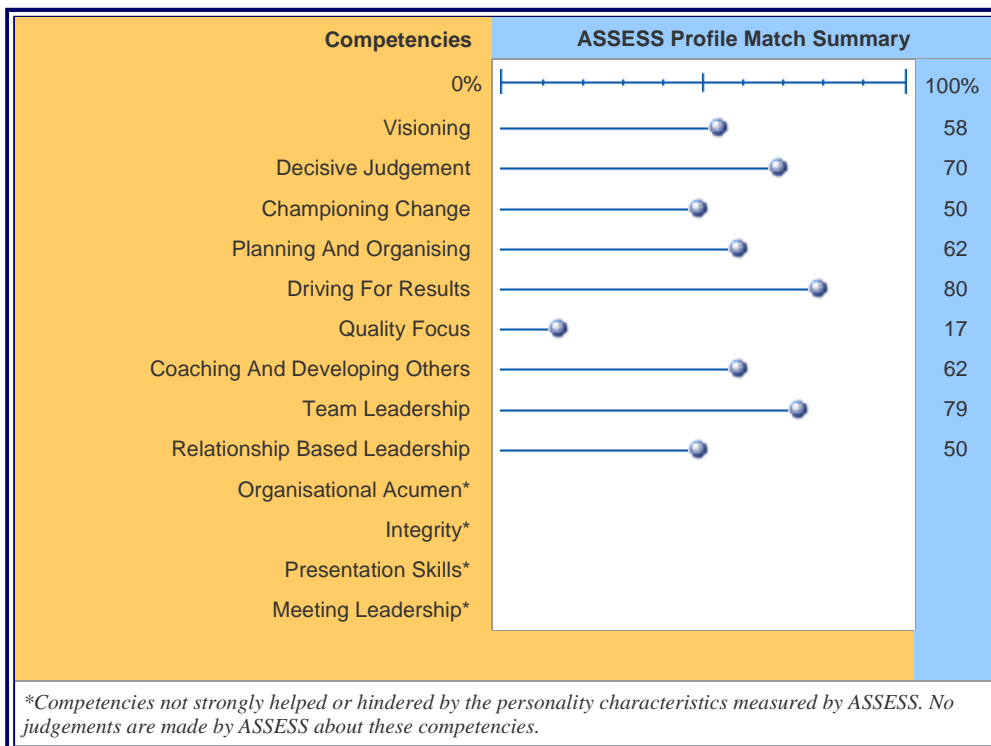 Competencies ASSESS Profile Match Summary
0% 100%
Visioning 58
Decisive Judgement 70
Championing Change 50
Planning And Organising 62
Driving For Results 80
Quality Focus 17
Coaching And Developing Others 62
Team Leadership 79
Relationship Based Leadership 50
Organisational Acumen*
Integrity*
Presentation Skills*
Meeting Leadership*
*Competencies not strongly helped or hindered by the personality characteristics measured by ASSESS. No
judgements are made by ASSESS about these competencies.